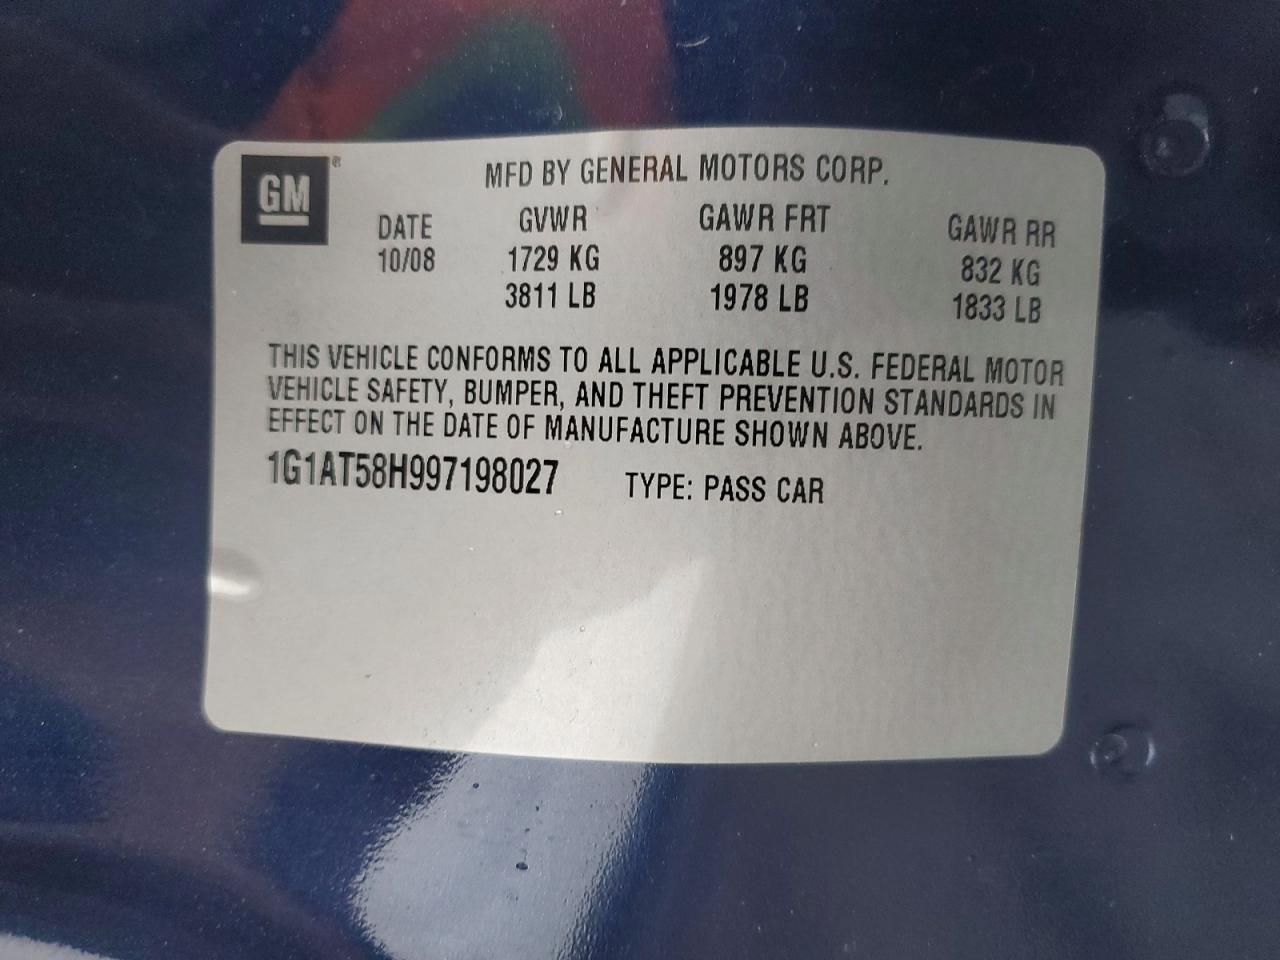 GM ®
MFD BY GENERAL MOTORS CORP.
DATE GVWR GAWR FRT GAWR RR
10/08 1729 KG 897 KG 832 KG
3811 LB 1978 LB 1833 LB
THIS VEHICLE CONFORMS TO ALL APPLICABLE U.S. FEDERAL MOTOR
VEHICLE SAFETY, BUMPER, AND THEFT PREVENTION STANDARDS IN
EFFECT ON THE DATE OF MANUFACTURE SHOWN ABOVE.
1G1AT58H997198027 TYPE: PASS CAR